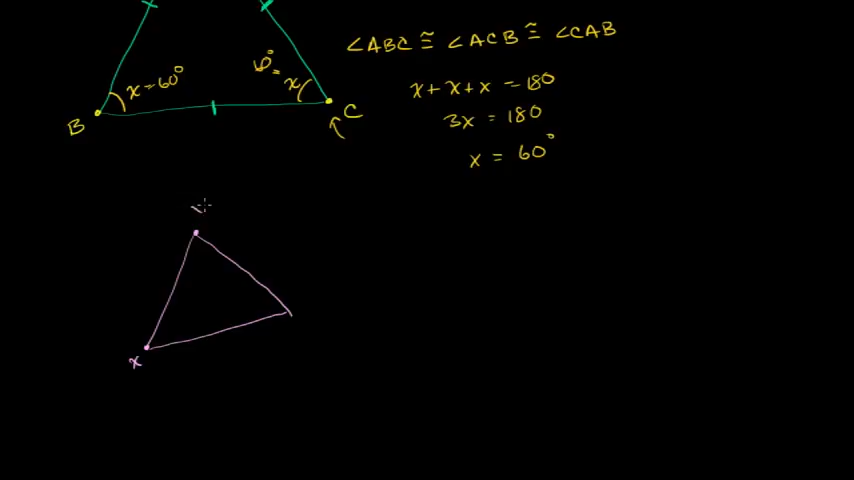 ∠ABC ≅ ∠ACB ≅ ∠CAB
x + x + x = 180
3x = 180
x = 60°
x = 60°
60° = x
B
C
X